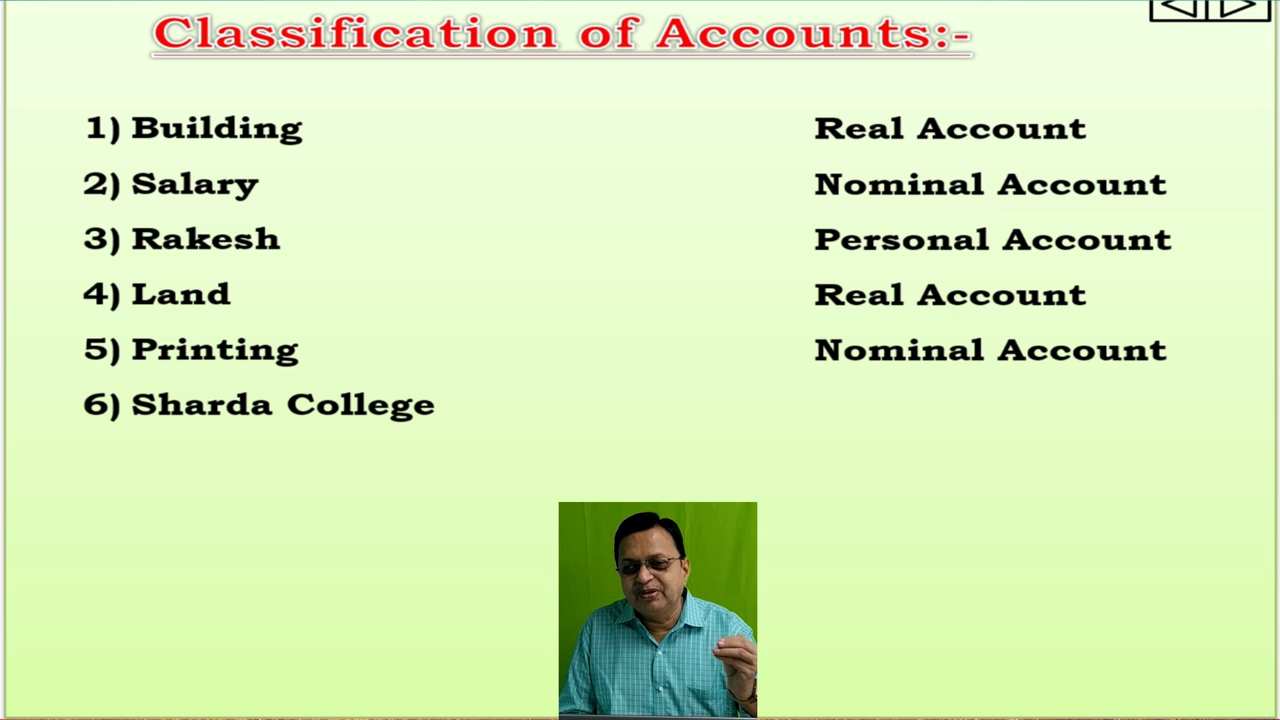 Classification of Accounts:-
1) Building Real Account
2) Salary Nominal Account
3) Rakesh Personal Account
4) Land Real Account
5) Printing Nominal Account
6) Sharda College